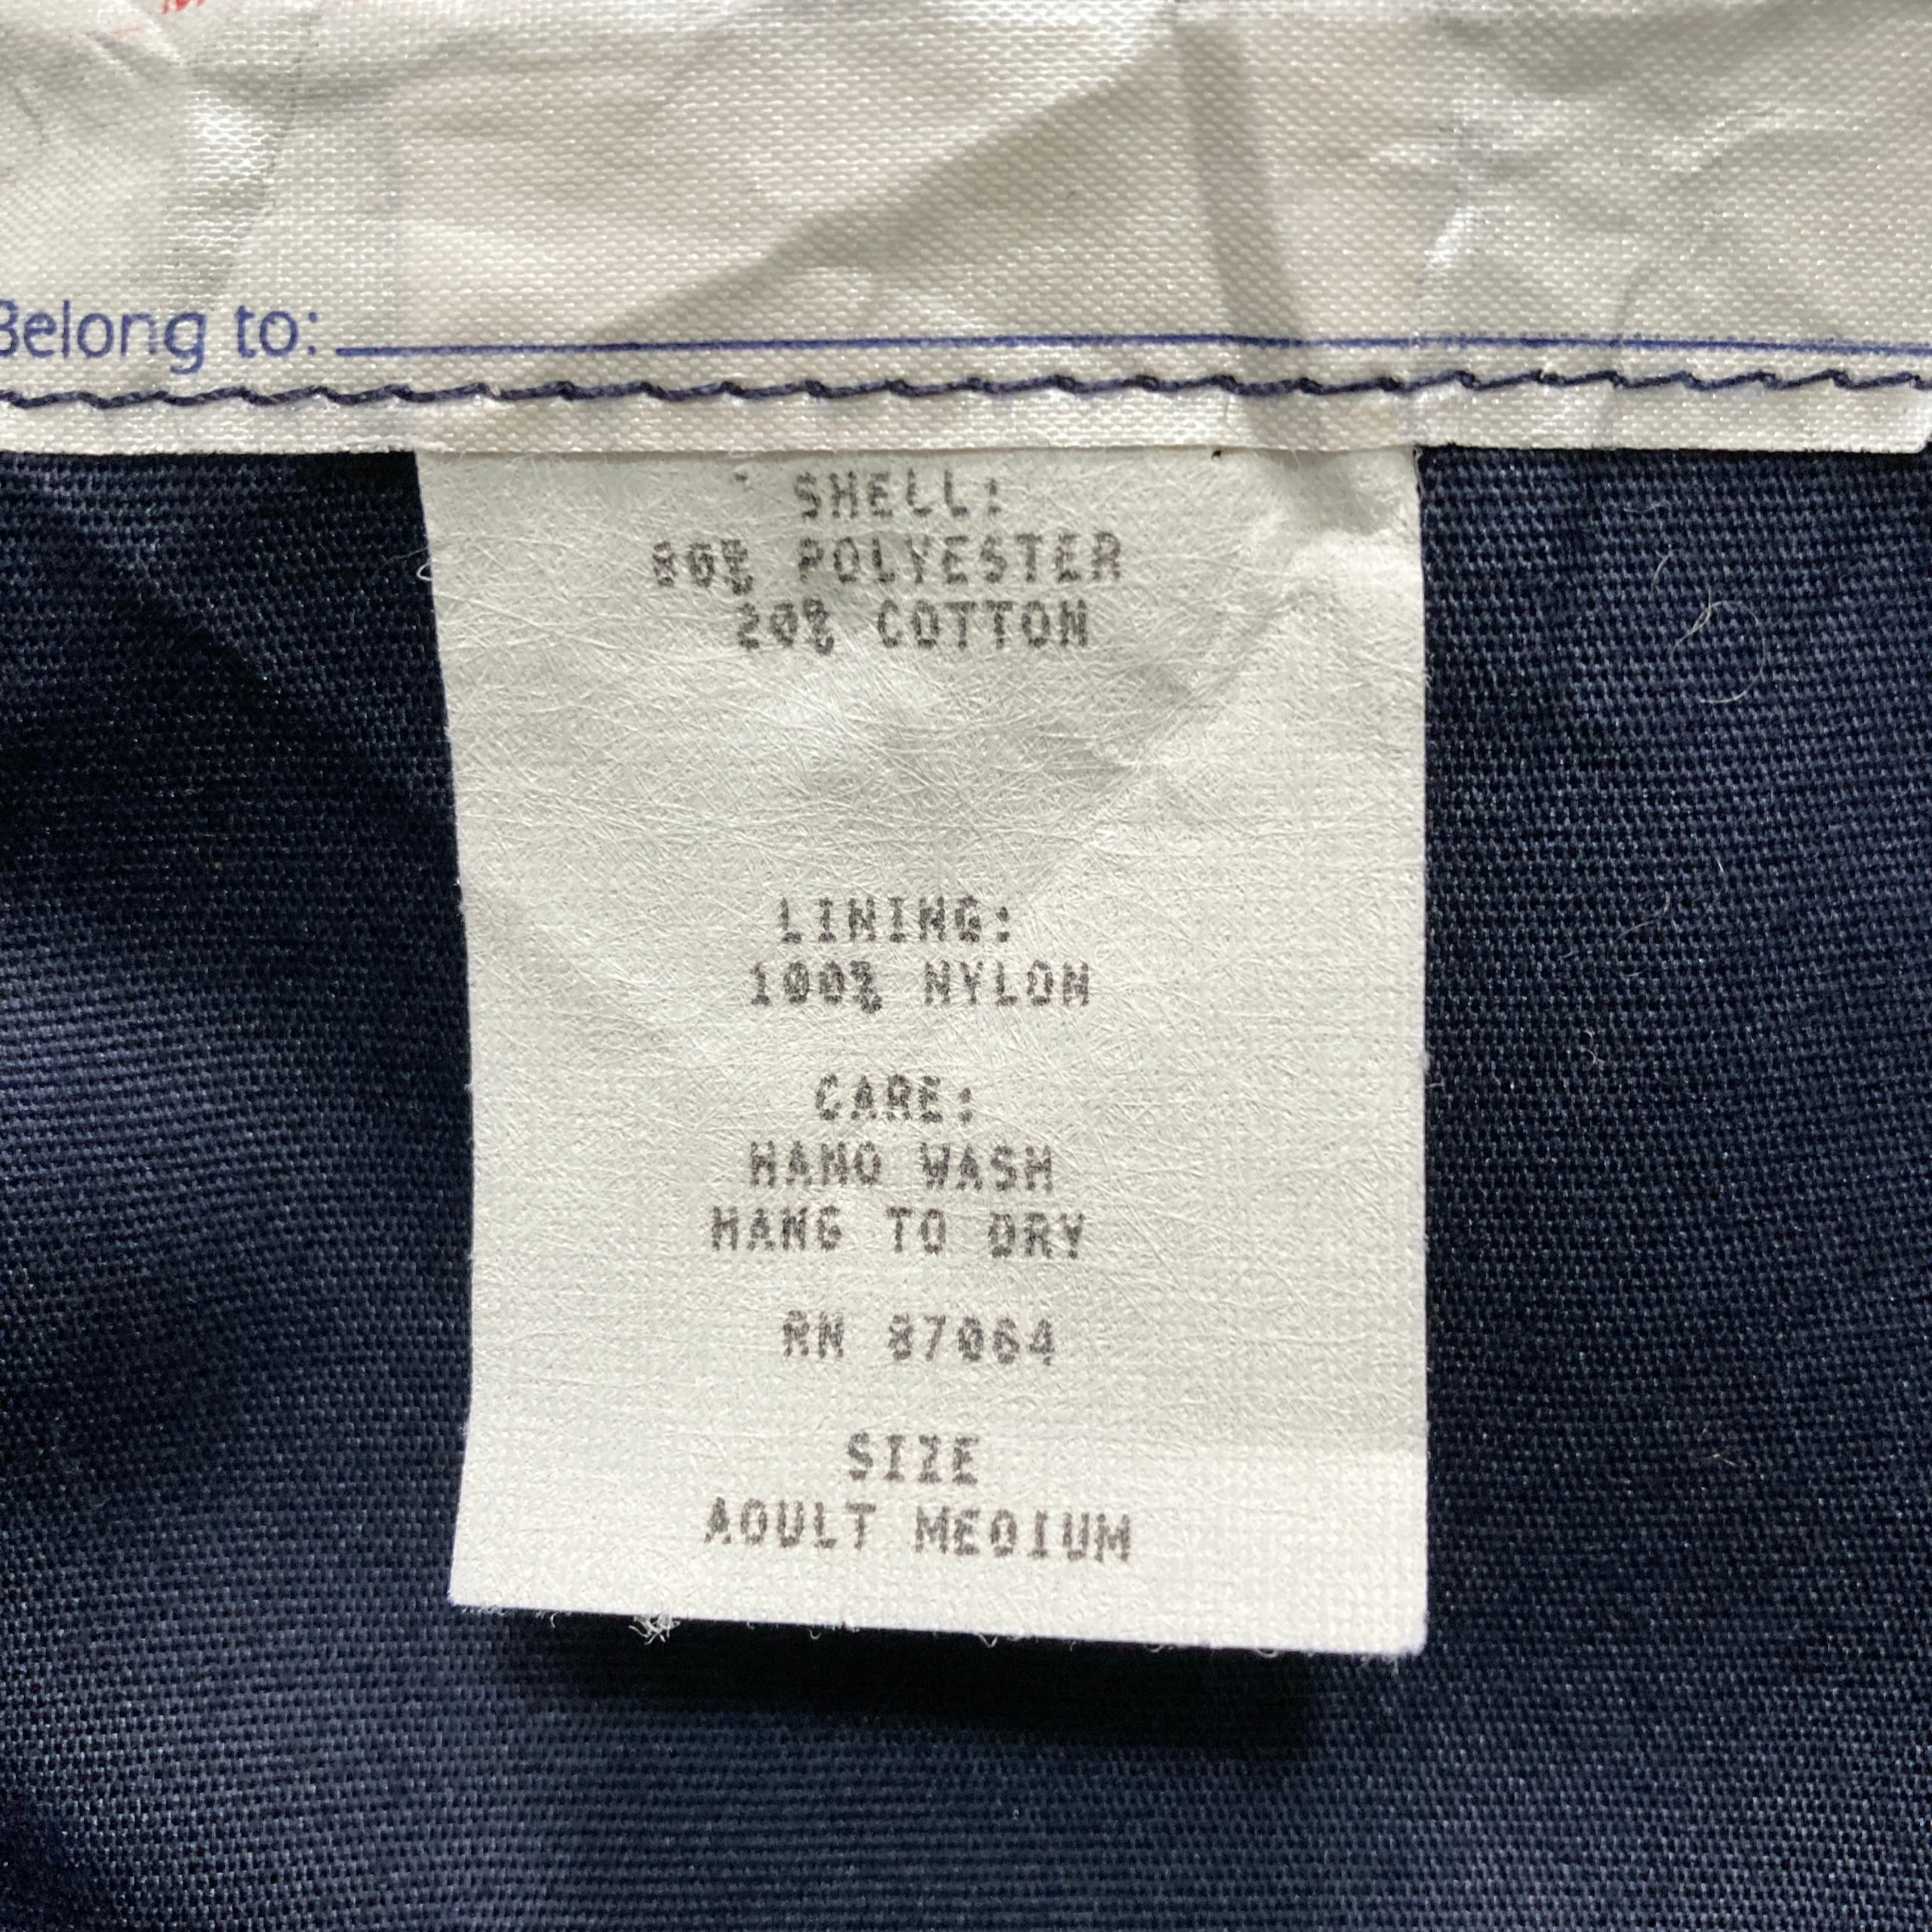 Belong to:
SHELL:
80% POLYESTER
20% COTTON
LINING:
100% NYLON
CARE:
HAND WASH
HANG TO DRY
RN 87064
SIZE
ADULT MEDIUM